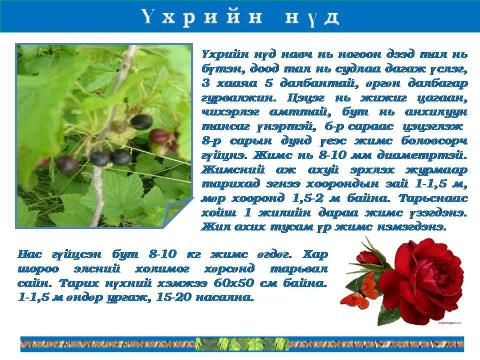 Үхрийн нүд
Үхрийн нүд навч нь ногоон дээд тал нь
бүтэн, доод тал нь судлаа дагаж үслэг,
3 хааяа 5 далбантай, өргөн далбагар
гурвалжин. Цэцэг нь жижиг цагаан,
чихэрлэг амттай, бут нь анхилуун
тансаг үнэртэй, 6-р сараас цэцэглэж
8-р сарын дунд үеэс жимс боловсорч
гүйцнэ. Жимс нь 8-10 мм диаметртэй.
Жимсний аж ахуй эрхлэх журмаар
тарихад эгнээ хоорондын зай 1-1,5 м,
мөр хооронд 1,5-2 м байна. Тарьснаас
хойш 1 жилийн дараа жимс үзэгдэнэ.
Жил ахих тусам үр жимс нэмэгдэнэ.
Нас гүйцсэн бут 8-10 кг жимс өгдөг. Хар
шороо элсний холимог хөрсөнд тарьвал
сайн. Тарих нүхний хэмжээ 60х50 см байна.
1-1,5 м өндөр ургаж, 15-20 насална.